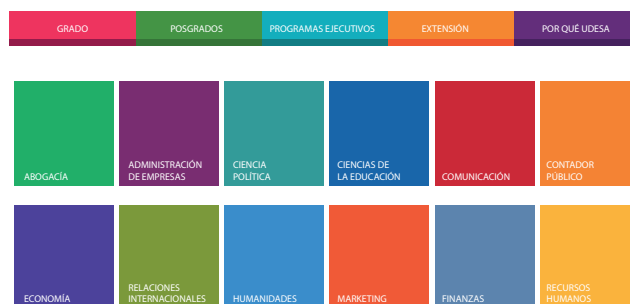 GRADO
POSGRADOS
PROGRAMAS EJECUTIVOS
EXTENSIÓN
POR QUÉ UDESA
ABOGACÍA
ADMINISTRACIÓN
DE EMPRESAS
CIENCIA
POLÍTICA
CIENCIAS DE
LA EDUCACIÓN
COMUNICACIÓN
CONTADOR
PÚBLICO
ECONOMÍA
RELACIONES
INTERNACIONALES
HUMANIDADES
MARKETING
FINANZAS
RECURSOS
HUMANOS